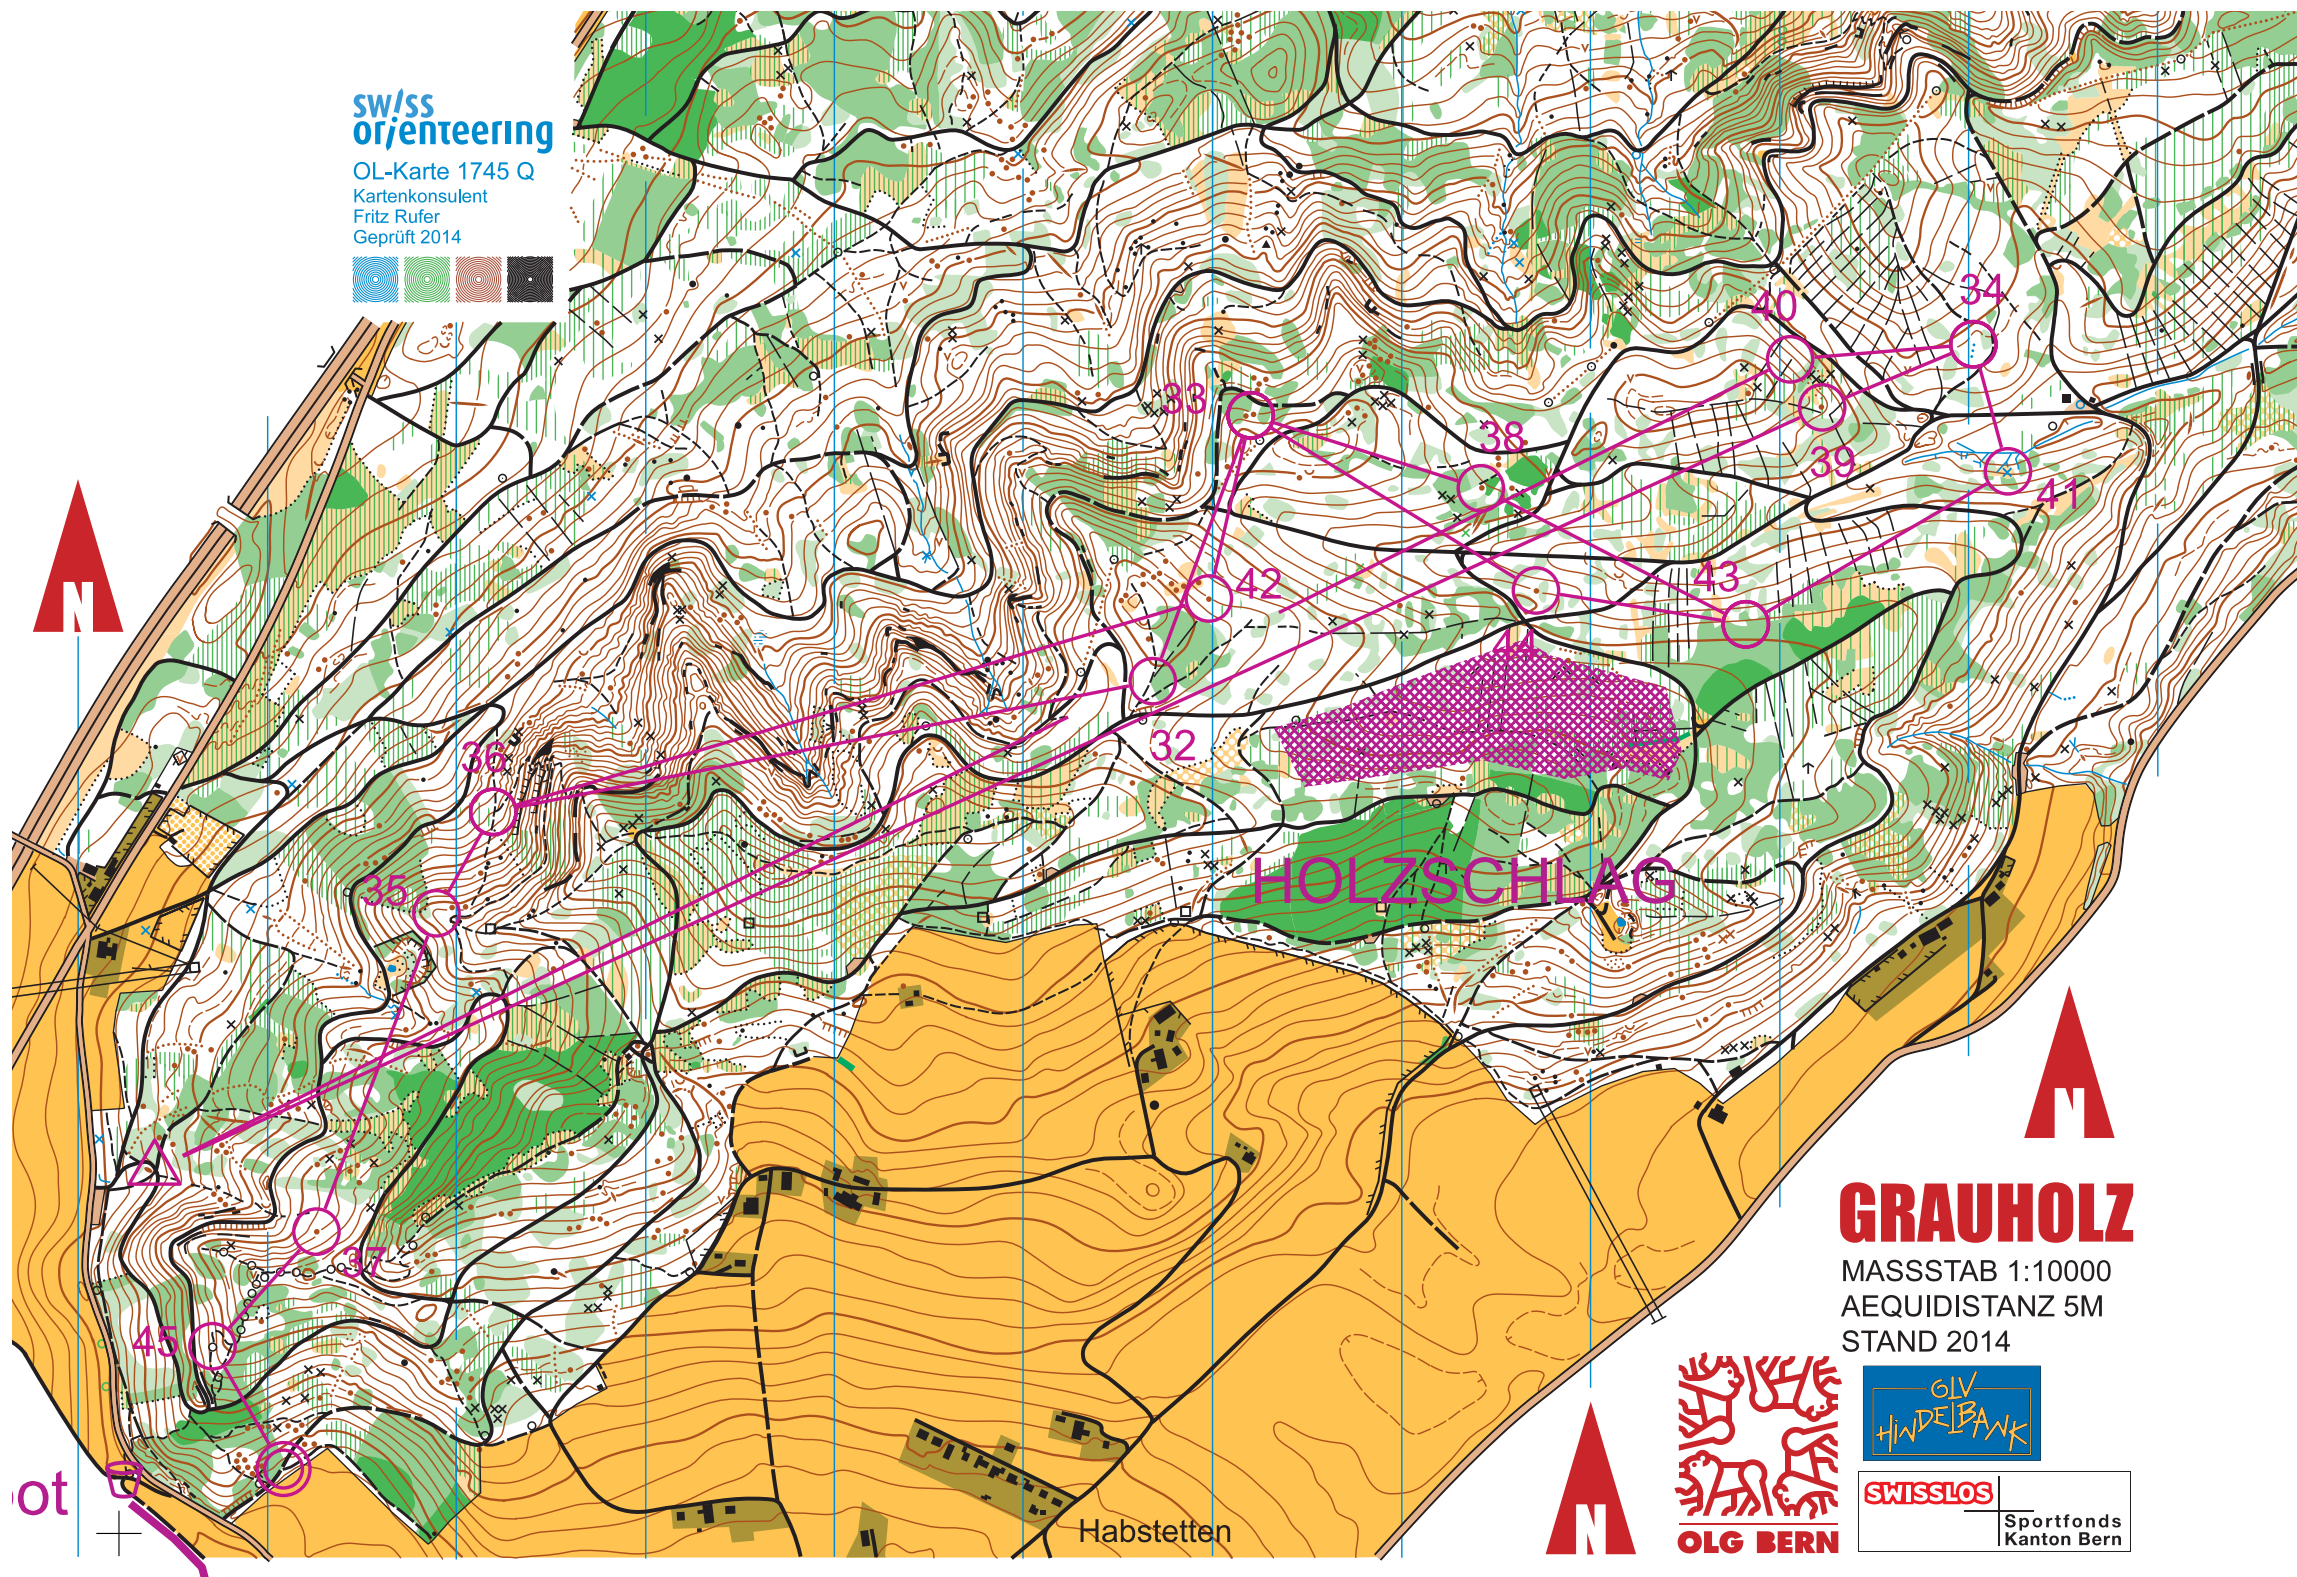 swiss
orienteering
OL-Karte 1745 Q
Kartenkonsulent
Fritz Rufer
Geprüft 2014
40
34
33
38
39
41
42
43
44
36
32
35
HOLZSCHLAG
37
45
ot
N
N
N
GRAUHOLZ
MASSSTAB 1:10000
AEQUIDISTANZ 5M
STAND 2014
OLG BERN
OLV
HINDELBANK
SWISSLOS
Sportfonds
Kanton Bern
Habstetten